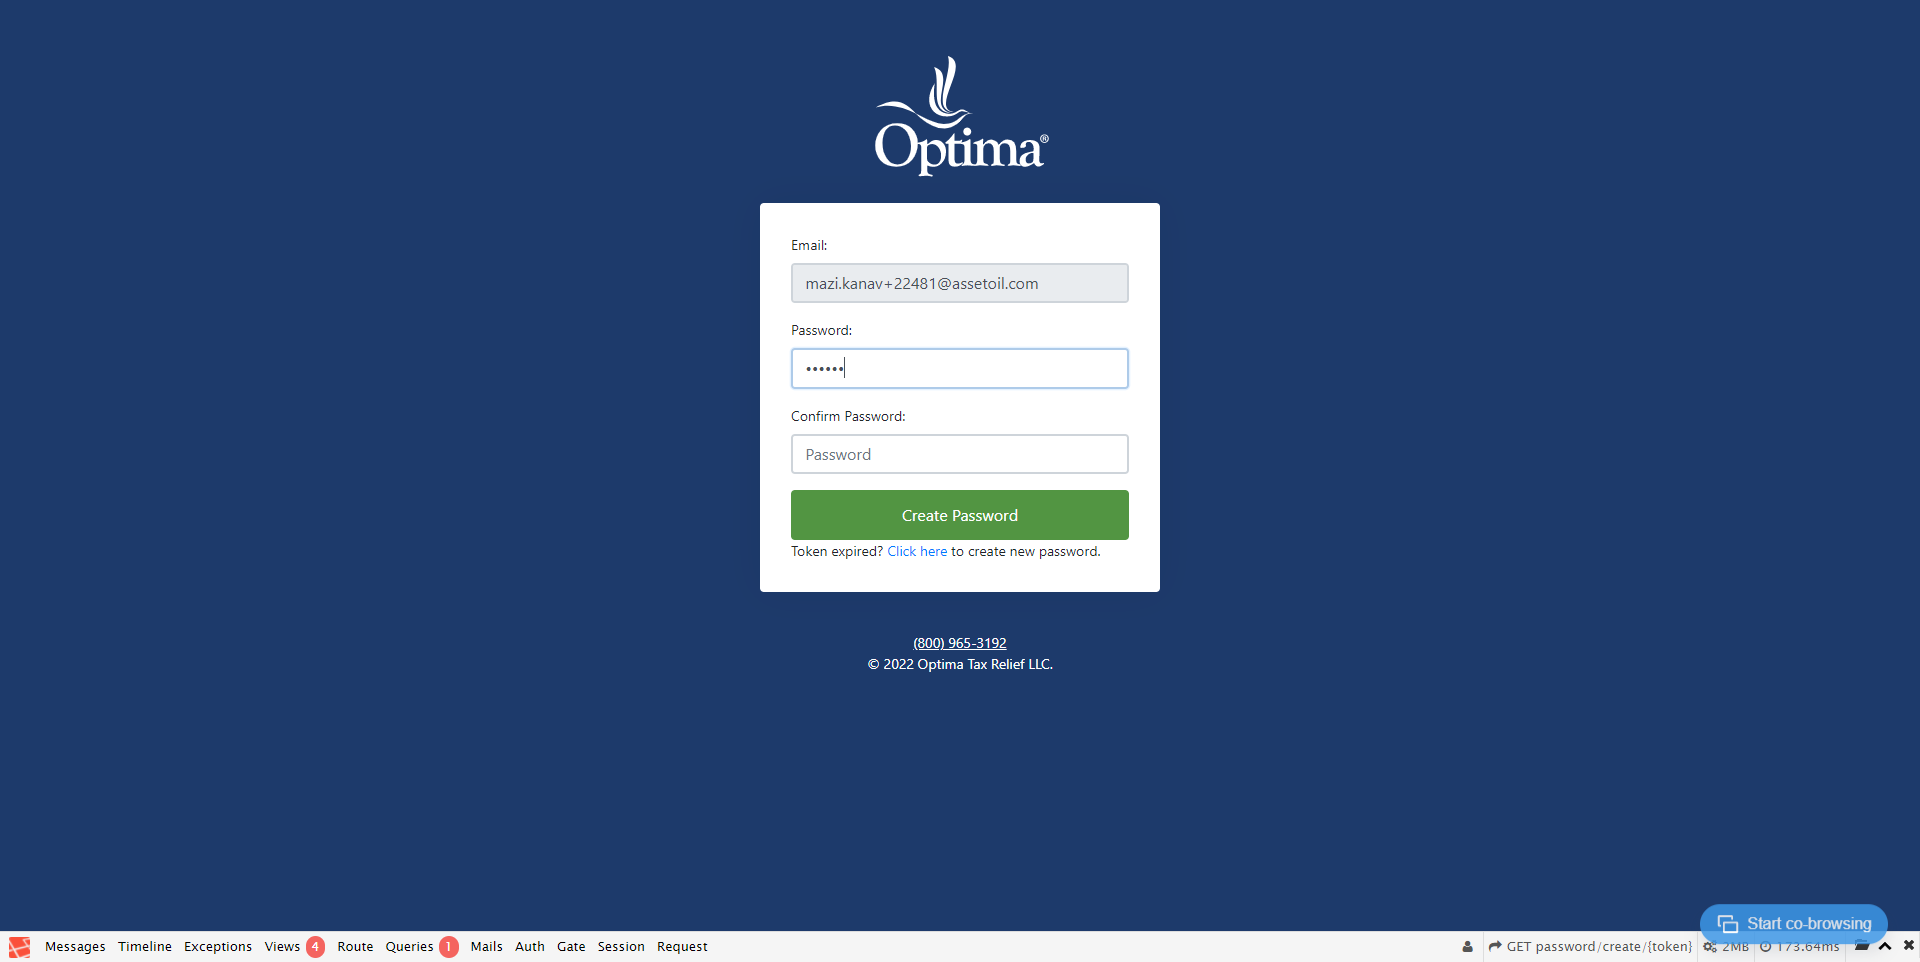 Optima®
Email:
mazi.kanav+22481@assetoil.com
Password:
••••••
Confirm Password:
Password
Create Password
Token expired? Click here to create new password.
(800) 965-3192
© 2022 Optima Tax Relief LLC.
Start co-browsing
Messages Timeline Exceptions Views 4 Route Queries 1 Mails Auth Gate Session Request GET password/create/{token} 2MB 173.64ms